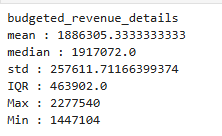 budgeted_revenue_details
mean : 1886305.3333333333
median : 1917072.0
std : 257611.71166399374
IQR : 463902.0
Max : 2277540
Min : 1447104